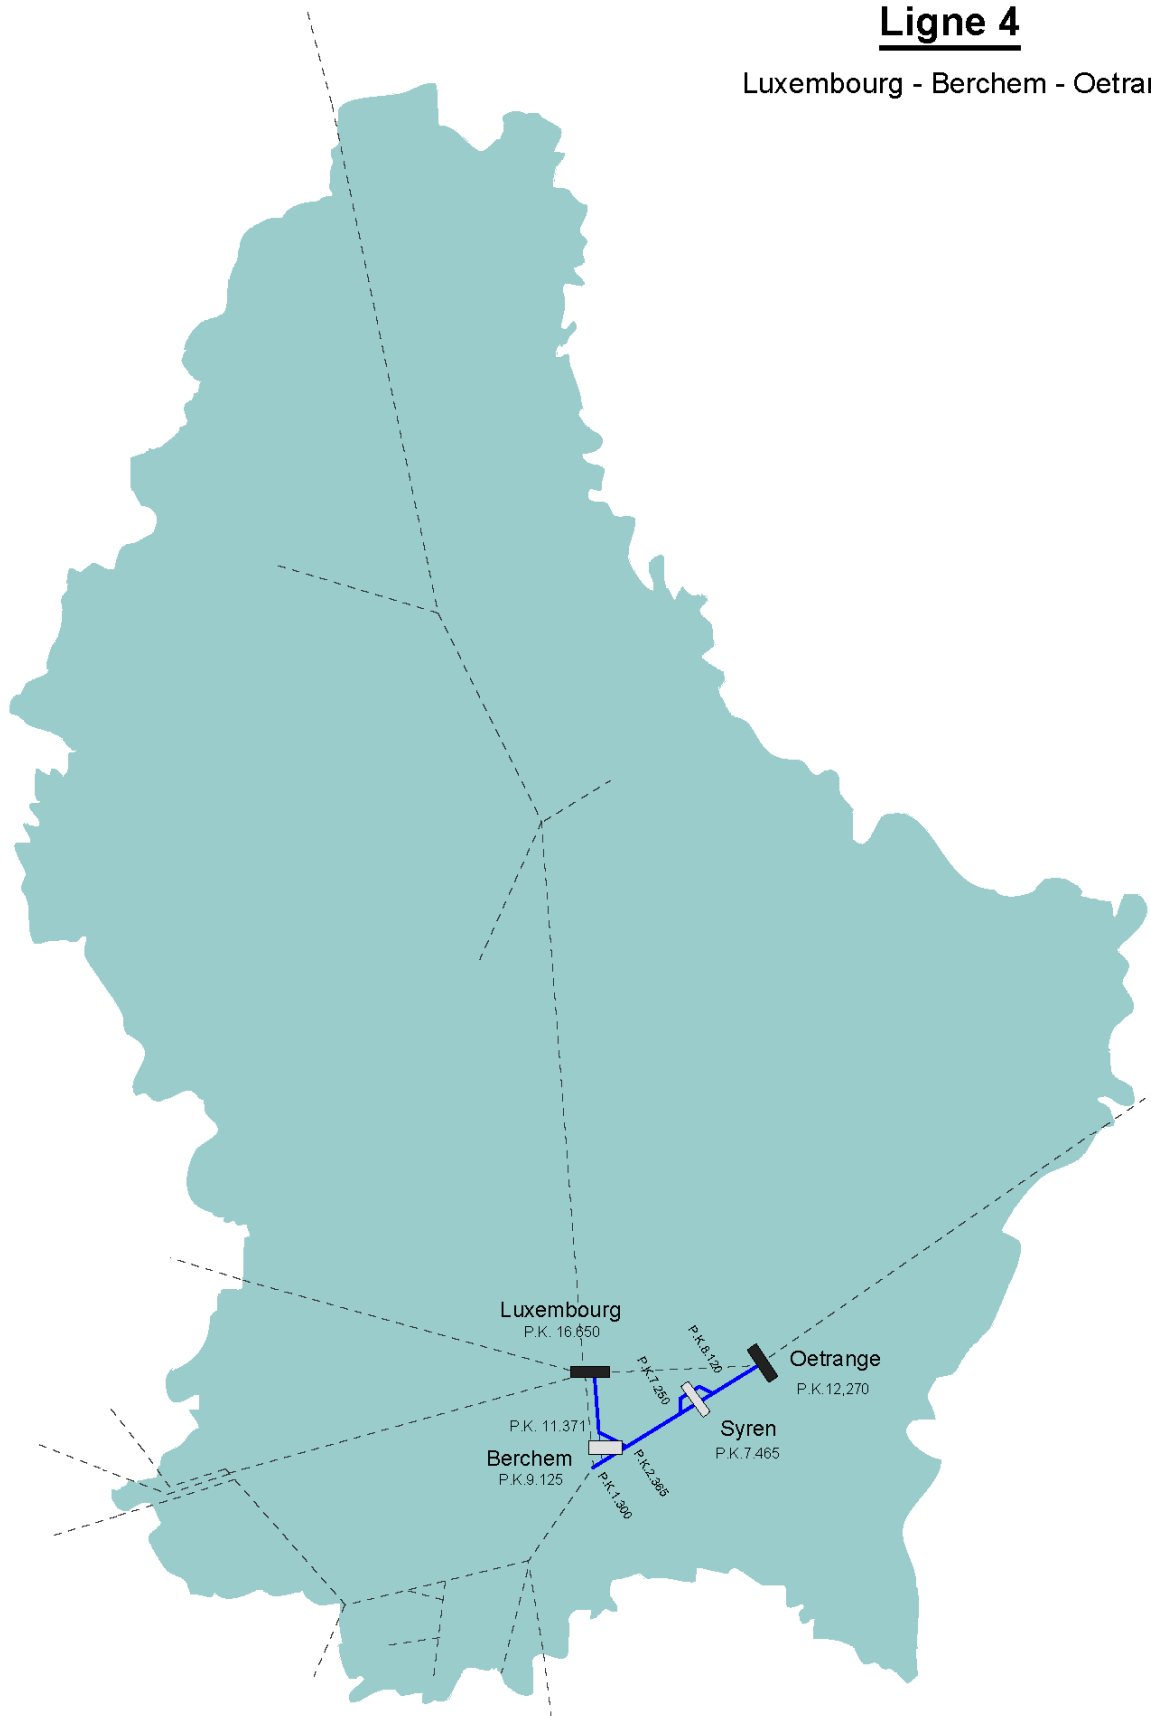 Ligne 4
Luxembourg - Berchem - Oetran
Luxembourg
P.K. 16.650
P.K.8.120
P.K.7.250
Oetrange
P.K.12,270
P.K. 11.371
Syren
P.K.7.465
Berchem
P.K.9.125
P.K.2.365
P.K.1.300